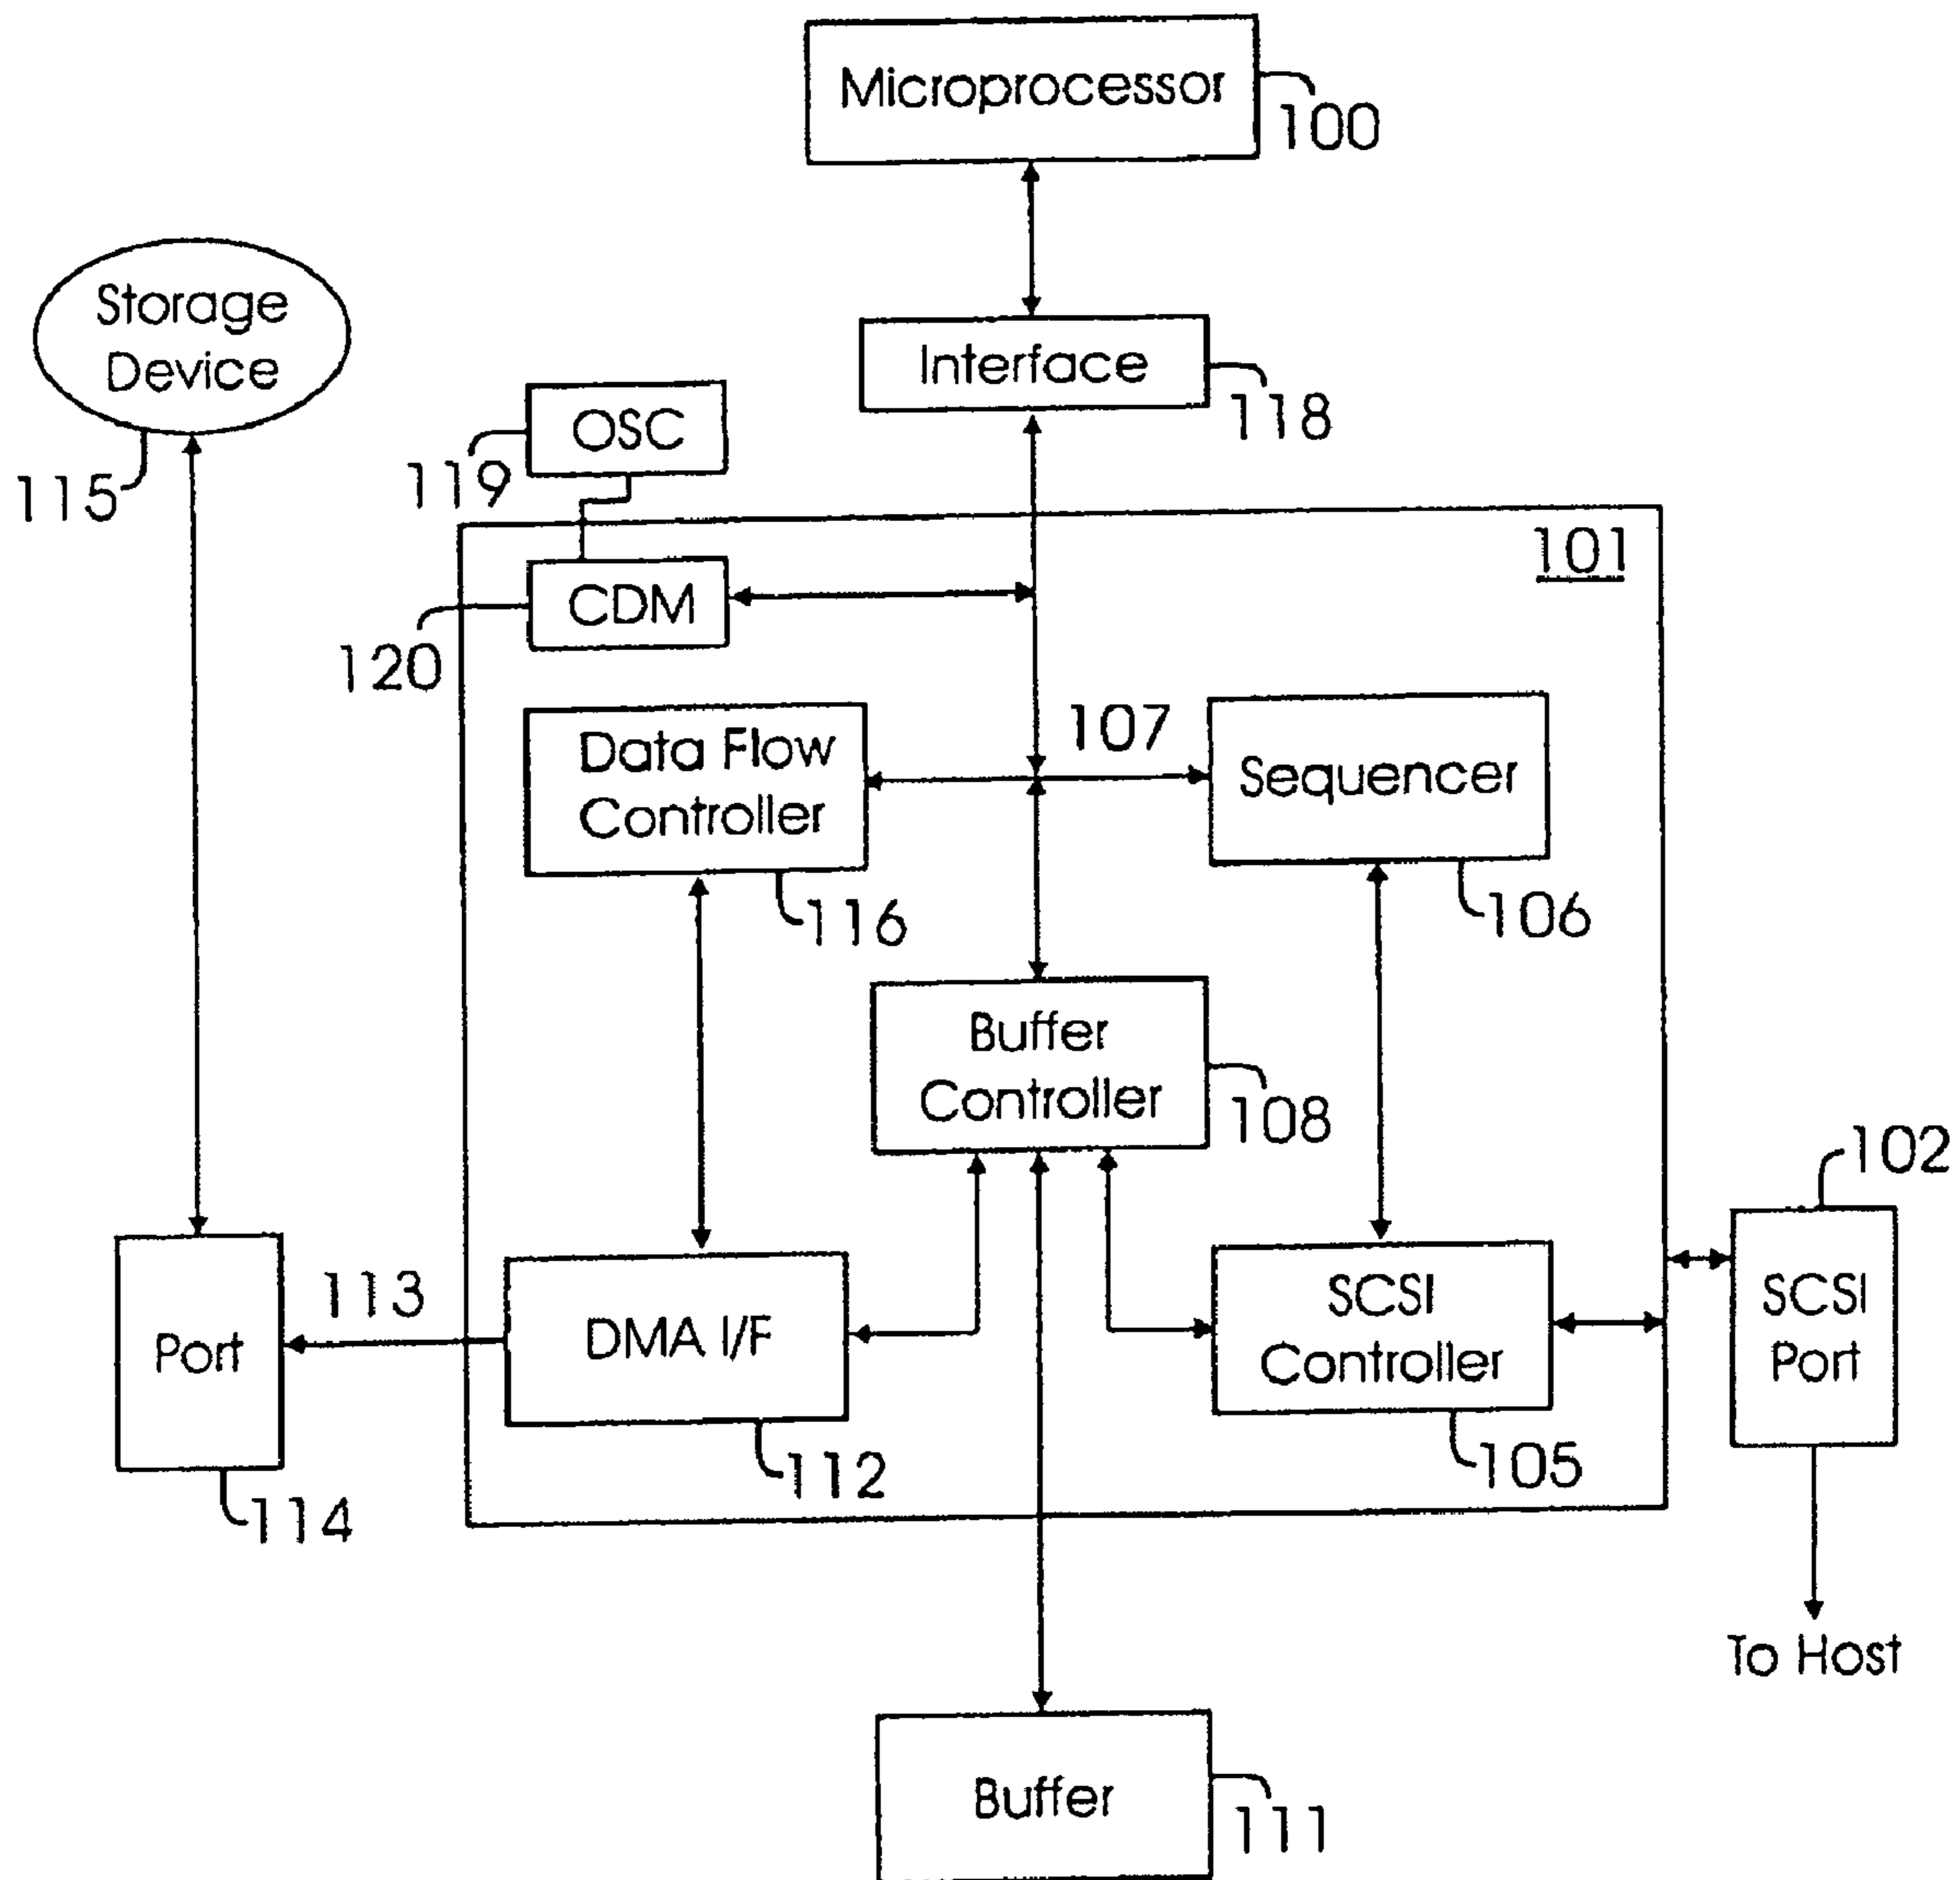 Microprocessor
100
Storage
Device
115
Interface
118
OSC
119
101
CDM
120
Data Flow
Controller
116
107
Sequencer
106
Buffer
Controller
108
102
SCSI
Port
113
Port
114
DMA I/F
112
SCSI
Controller
105
To Host
Buffer
111